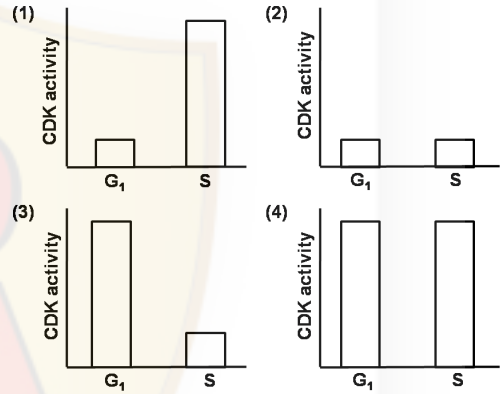 (1)
CDK activity
G₁ S
(2)
CDK activity
G₁ S
(3)
CDK activity
G₁ S
(4)
CDK activity
G₁ S